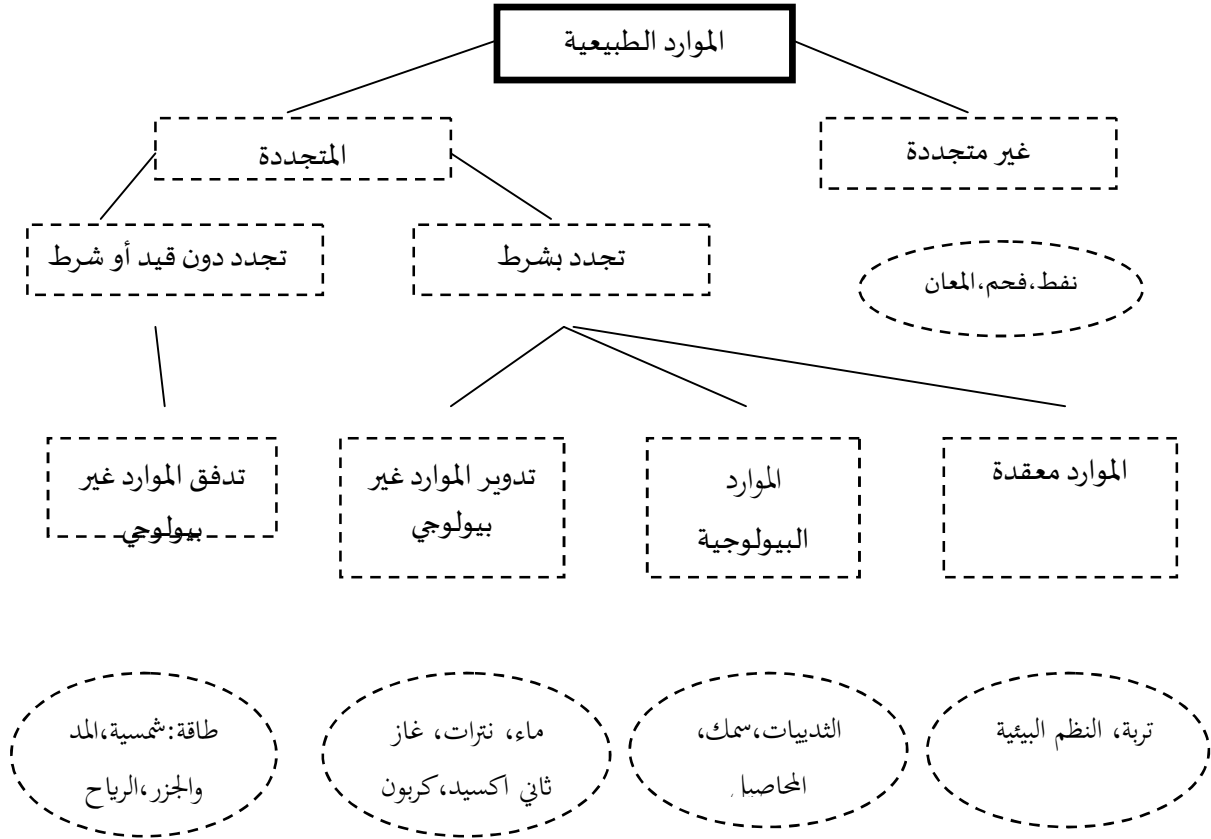 الموارد الطبيعية
غير متجددة
المتجددة
تجدد بشرط
تجدد دون قيد أو شرط
نفط،فحم،المعان
الموارد معقدة
الموارد
البيولوجية
تدوير الموارد غير
بيولوجي
تدفق الموارد غير
بيولوجي
تربة، النظم البيئية
الثدييات،سمك،
المحاصيل
ماء، نترات، غاز
ثاني اكسيد،كربون
طاقة:شمسية،المد
والجزر،الرياح